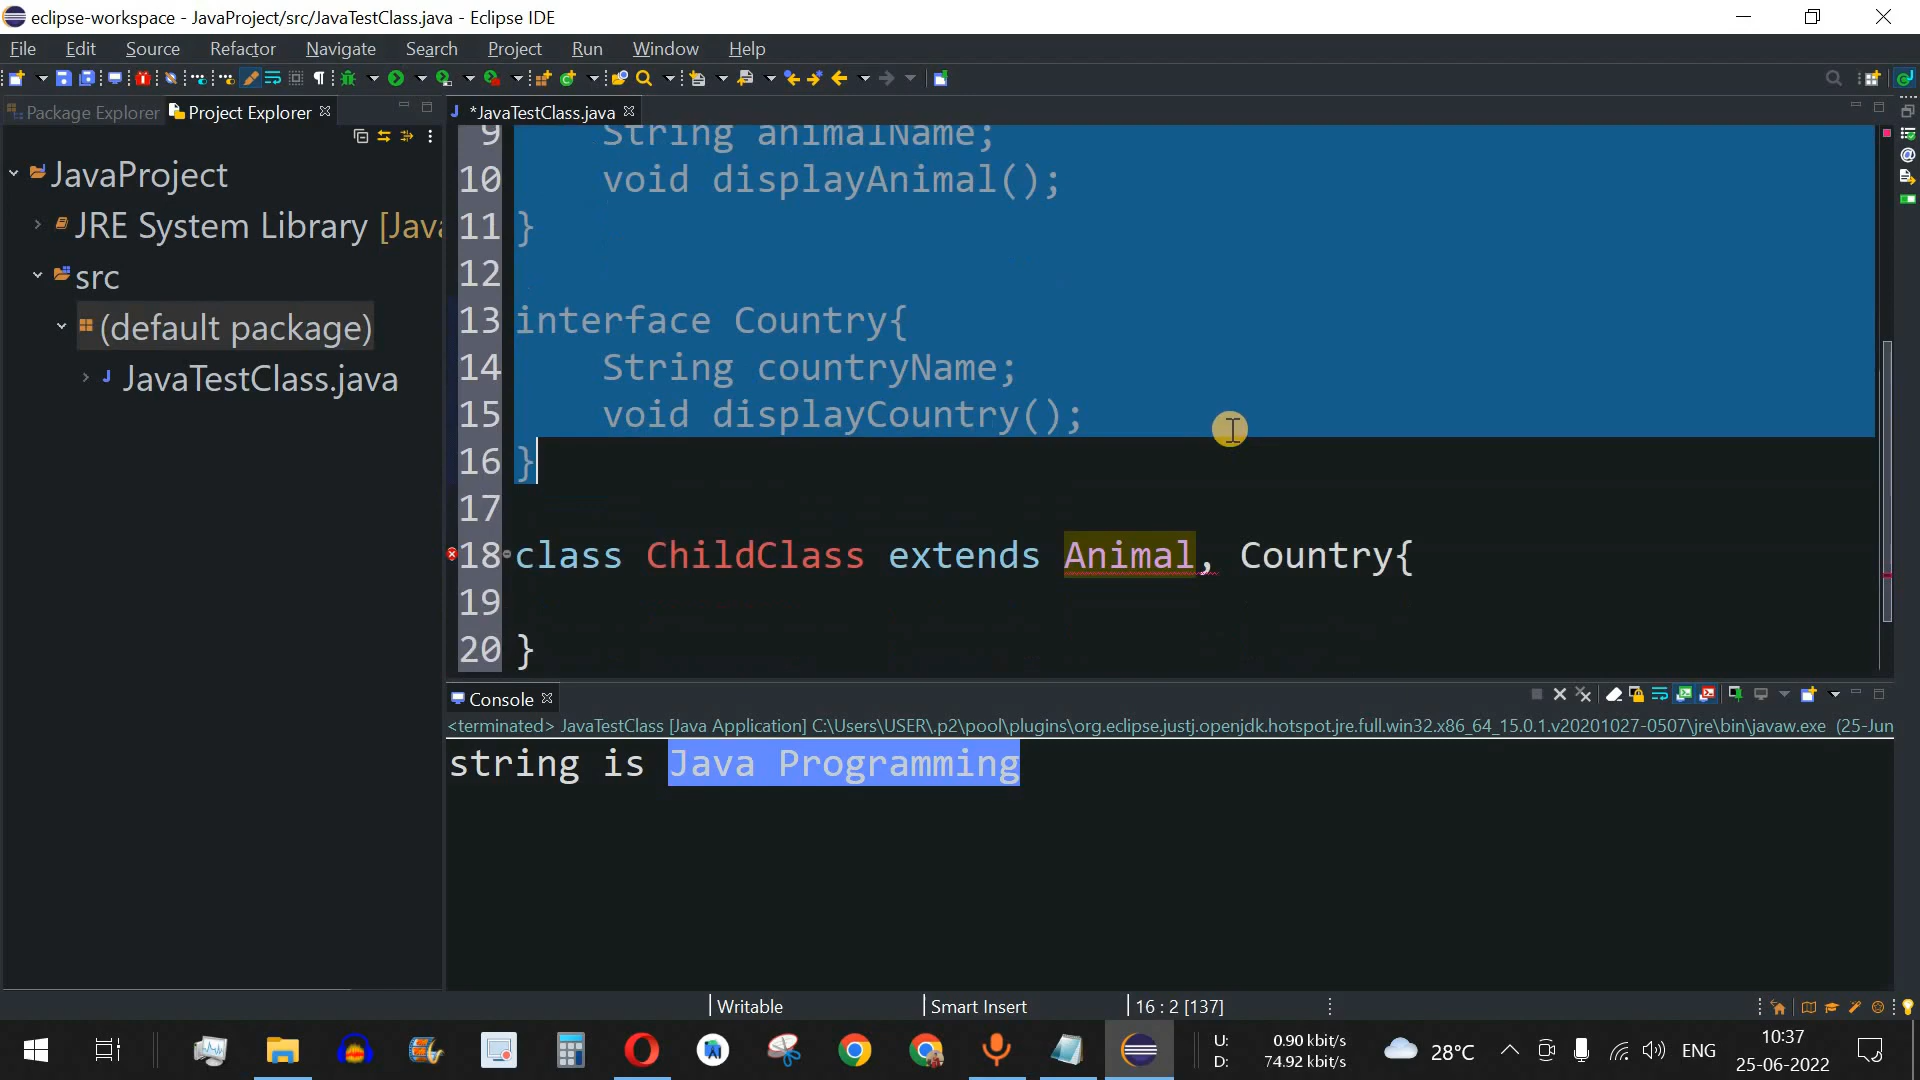 eclipse-workspace - JavaProject/src/JavaTestClass.java - Eclipse IDE
File Edit Source Refactor Navigate Search Project Run Window Help
Package Explorer Project Explorer
*JavaTestClass.java
JavaProject
JRE System Library [Java
src
(default package)
JavaTestClass.java
9 String animalName;
10 void displayAnimal();
11 }
12
13 interface Country{
14 String countryName;
15 void displayCountry();
16 }
17
18 class ChildClass extends Animal, Country{
19
20 }
Console
<terminated> JavaTestClass [Java Application] C:\Users\USER\.p2\pool\plugins\org.eclipse.justj.openjdk.hotspot.jre.full.win32.x86_64_15.0.1.v20201027-0507\jre\bin\javaw.exe (25-Jun
string is Java Programming
Writable Smart Insert 16 : 2 [137]
U: 0.90 kbit/s
D: 74.92 kbit/s
28°C ENG
10:37
25-06-2022